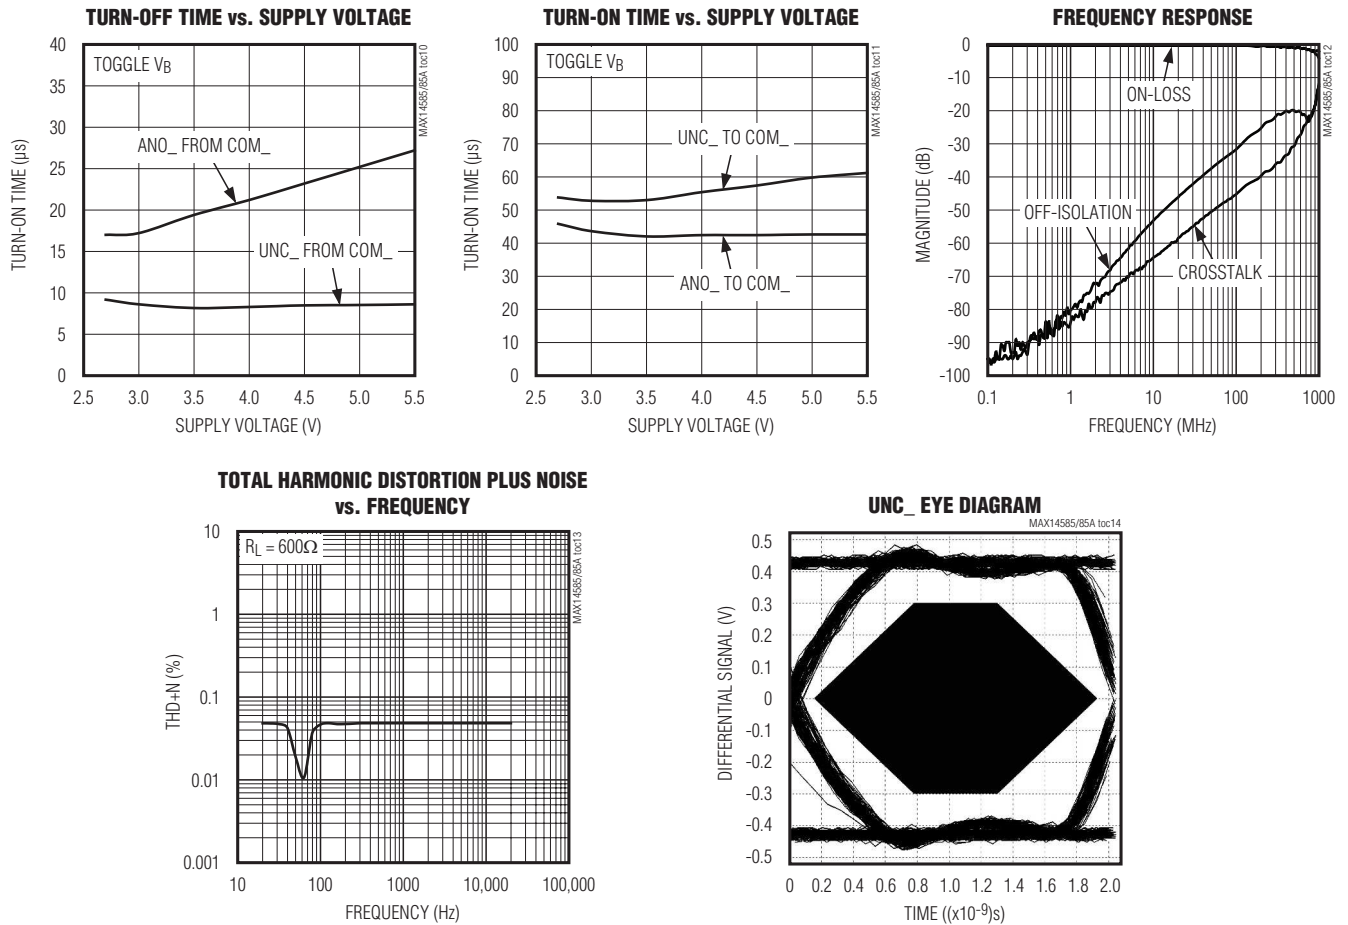 TURN-OFF TIME vs. SUPPLY VOLTAGE
MAX14585/85A toc10
TOGGLE VB
ANO_ FROM COM_
UNC_ FROM COM_
TURN-ON TIME (µs)
40
35
30
25
20
15
10
5
0
2.5 3.0 3.5 4.0 4.5 5.0 5.5
SUPPLY VOLTAGE (V)
TURN-ON TIME vs. SUPPLY VOLTAGE
MAX14585/85A toc11
TOGGLE VB
UNC_ TO COM_
ANO_ TO COM_
TURN-ON TIME (µs)
100
90
80
70
60
50
40
30
20
10
0
2.5 3.0 3.5 4.0 4.5 5.0 5.5
SUPPLY VOLTAGE (V)
FREQUENCY RESPONSE
MAX14585/85A toc12
ON-LOSS
OFF-ISOLATION
CROSSTALK
MAGNITUDE (dB)
0
-10
-20
-30
-40
-50
-60
-70
-80
-90
-100
0.1 1 10 100 1000
FREQUENCY (MHz)
TOTAL HARMONIC DISTORTION PLUS NOISE
vs. FREQUENCY
MAX14585/85A toc13
RL = 600Ω
THD+N (%)
10
1
0.1
0.01
0.001
10 100 1000 10,000 100,000
FREQUENCY (Hz)
UNC_ EYE DIAGRAM
MAX14585/85A toc14
DIFFERENTIAL SIGNAL (V)
0.5
0.4
0.3
0.2
0.1
0
-0.1
-0.2
-0.3
-0.4
-0.5
0 0.2 0.4 0.6 0.8 1.0 1.2 1.4 1.6 1.8 2.0
TIME ((x10-9)s)